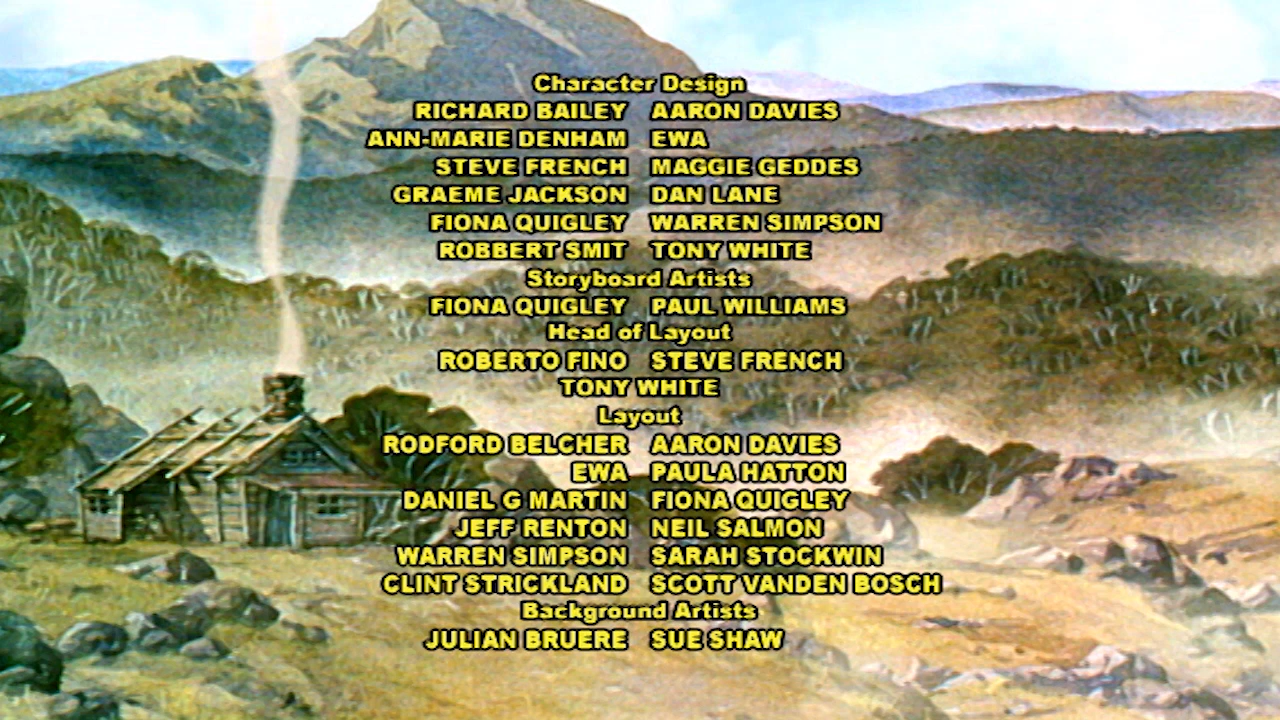 Character Design
RICHARD BAILEY AARON DAVIES
ANN-MARIE DENHAM EWA
STEVE FRENCH MAGGIE GEDDES
GRAEME JACKSON DAN LANE
FIONA QUIGLEY WARREN SIMPSON
ROBBERT SMIT TONY WHITE
Storyboard Artists
FIONA QUIGLEY PAUL WILLIAMS
Head of Layout
ROBERTO FINO STEVE FRENCH
TONY WHITE
Layout
RODFORD BELCHER AARON DAVIES
EWA PAULA HATTON
DANIEL G MARTIN FIONA QUIGLEY
JEFF RENTON NEIL SALMON
WARREN SIMPSON SARAH STOCKWIN
CLINT STRICKLAND SCOTT VANDEN BOSCH
Background Artists
JULIAN BRUERE SUE SHAW